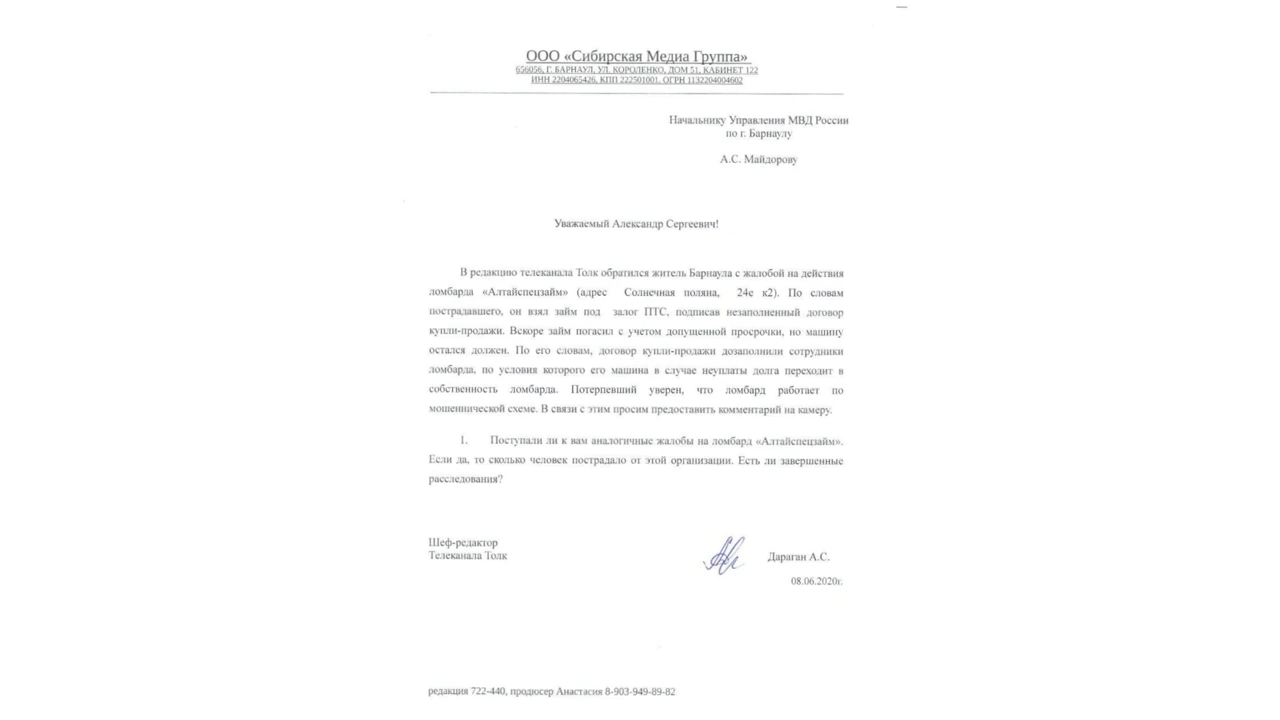 ООО «Сибирская Медиа Группа»
656056, Г. БАРНАУЛ, УЛ. КОРОЛЕНКО, ДОМ 51, КАБИНЕТ 122
ИНН 2204065426, КПП 222501001, ОГРН 1132204004602
Начальнику Управления МВД России
по г. Барнаулу
А.С. Майдорову
Уважаемый Александр Сергеевич!
В редакцию телеканала Толк обратился житель Барнаула с жалобой на действия
ломбарда «Алтайспецзайм» (адрес Солнечная поляна, 24е к2). По словам
пострадавшего, он взял займ под залог ПТС, подписав незаполненный договор
купли-продажи. Вскоре займ погасил с учетом допущенной просрочки, но машину
остался должен. По его словам, договор купли-продажи дозаполнили сотрудники
ломбарда, по условия которого его машина в случае неуплаты долга переходит в
собственность ломбарда. Потерпевший уверен, что ломбард работает по
мошеннической схеме. В связи с этим просим предоставить комментарий на камеру.
1. Поступали ли к вам аналогичные жалобы на ломбард «Алтайспецзайм».
Если да, то сколько человек пострадало от этой организации. Есть ли завершенные
расследования?
Шеф-редактор
Телеканала Толк
Дараган А.С.
08.06.2020г.
редакция 722-440, продюсер Анастасия 8-903-949-89-82